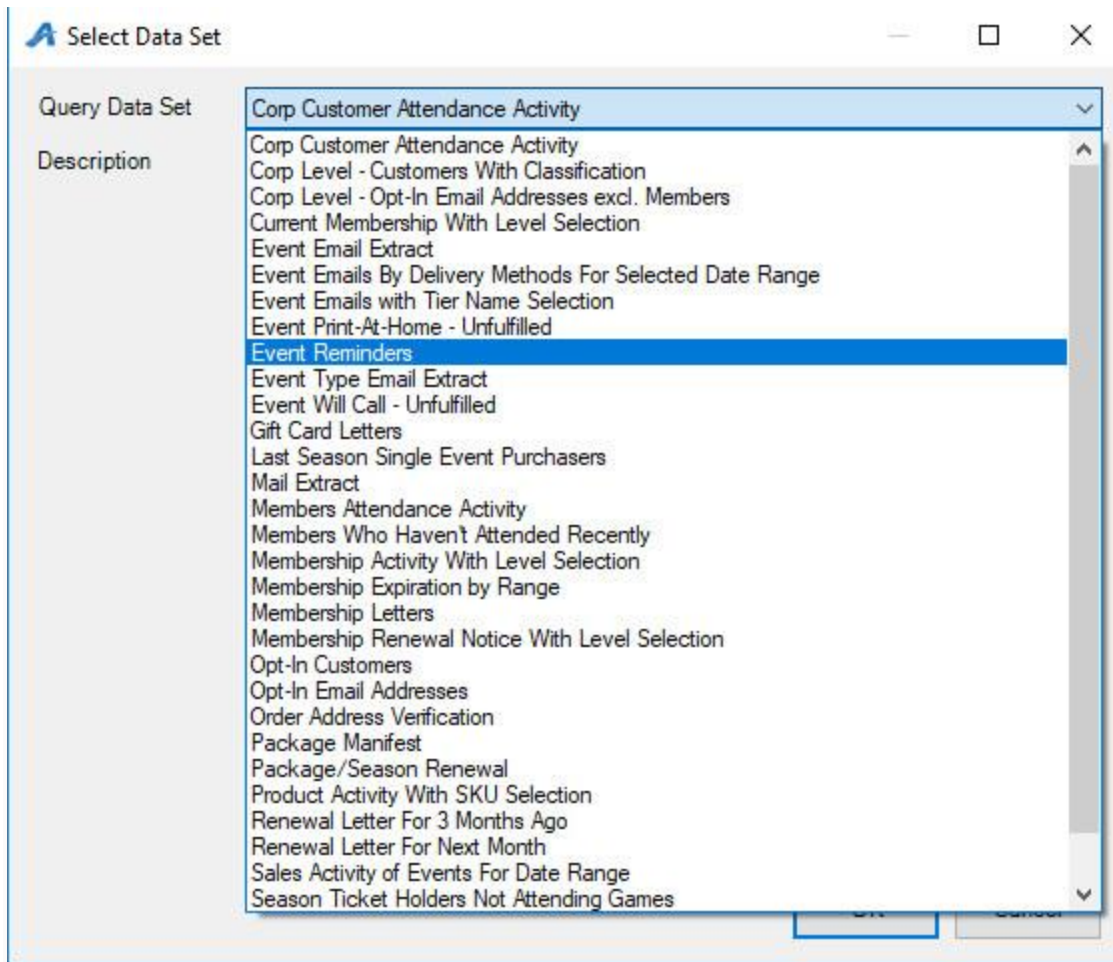 Select Data Set
Query Data Set
Corp Customer Attendance Activity
Description
Corp Customer Attendance Activity
Corp Level - Customers With Classification
Corp Level - Opt-In Email Addresses excl. Members
Current Membership With Level Selection
Event Email Extract
Event Emails By Delivery Methods For Selected Date Range
Event Emails with Tier Name Selection
Event Print-At-Home - Unfulfilled
Event Reminders
Event Type Email Extract
Event Will Call - Unfulfilled
Gift Card Letters
Last Season Single Event Purchasers
Mail Extract
Members Attendance Activity
Members Who Haven't Attended Recently
Membership Activity With Level Selection
Membership Expiration by Range
Membership Letters
Membership Renewal Notice With Level Selection
Opt-In Customers
Opt-In Email Addresses
Order Address Verification
Package Manifest
Package/Season Renewal
Product Activity With SKU Selection
Renewal Letter For 3 Months Ago
Renewal Letter For Next Month
Sales Activity of Events For Date Range
Season Ticket Holders Not Attending Games